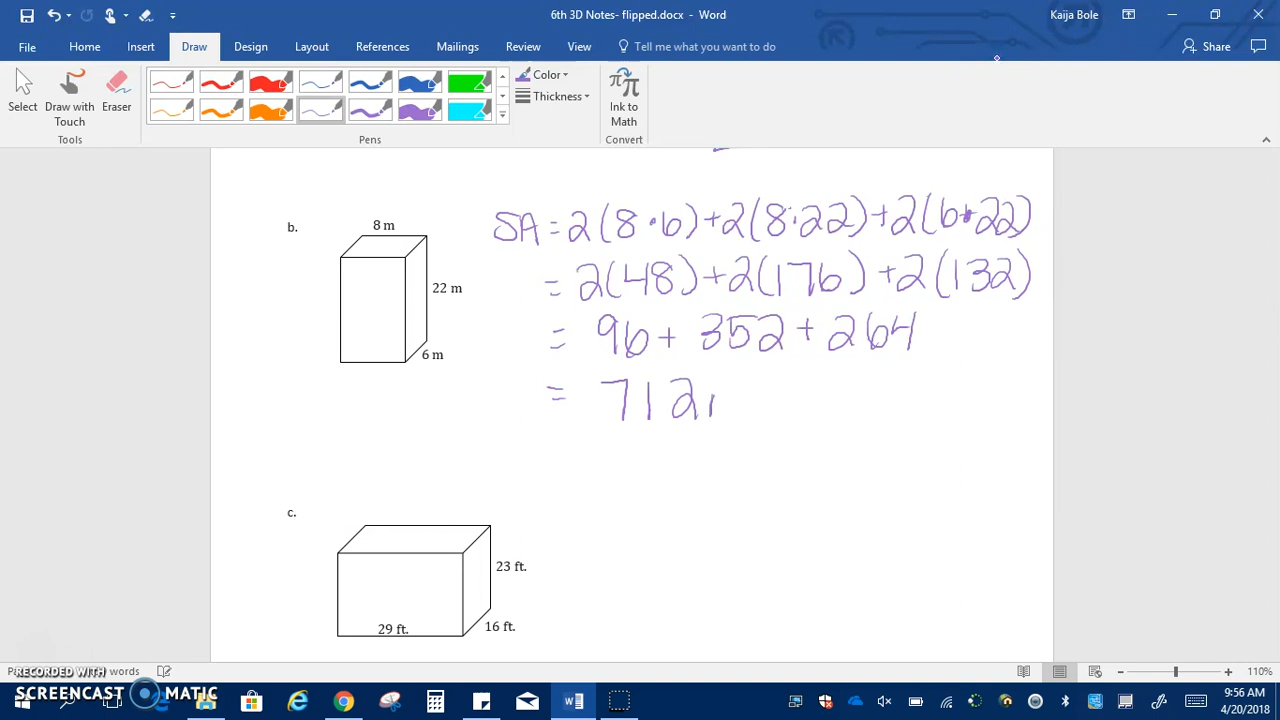 6th 3D Notes- flipped.docx - Word
Kaija Bole
File Home Insert Draw Design Layout References Mailings Review View Tell me what you want to do Share
Select Draw with Touch Eraser
Color
Thickness
Ink to Math
Tools Pens Convert
b.
8 m
22 m
6 m
SA = 2(8·6)+2(8·22)+2(6·22)
= 2(48)+2(176)+2(132)
= 96+ 352+264
= 712
c.
23 ft.
29 ft.
16 ft.
words
110%
RECORDED WITH
SCREENCAST MATIC
9:56 AM
4/20/2018